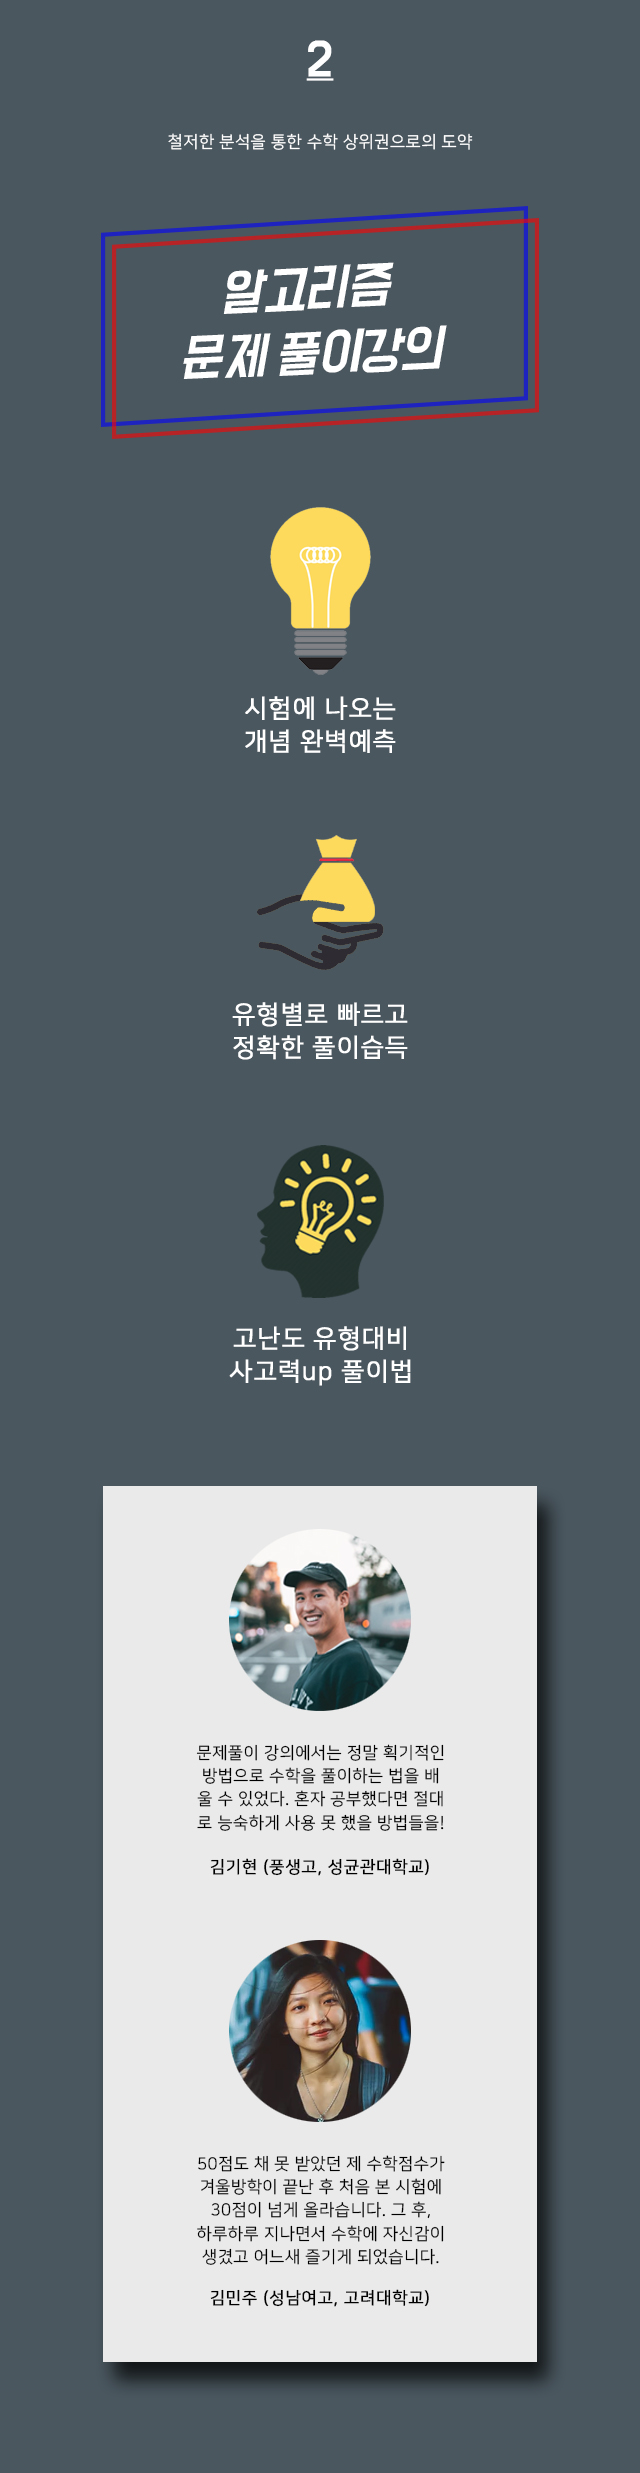 2
철저한 분석을 통한 수학 상위권으로의 도약
알고리즘
문제 풀이강의
시험에 나오는
개념 완벽예측
유형별로 빠르고
정확한 풀이습득
고난도 유형대비
사고력up 풀이법
문제풀이 강의에서는 정말 획기적인
방법으로 수학을 풀이하는 법을 배
울 수 있었다. 혼자 공부했다면 절대
로 능숙하게 사용 못 했을 방법들을!
김기현 (풍생고, 성균관대학교)
50점도 채 못 받았던 제 수학점수가
겨울방학이 끝난 후 처음 본 시험에
30점이 넘게 올라습니다. 그 후,
하루하루 지나면서 수학에 자신감이
생겼고 어느새 즐기게 되었습니다.
김민주 (성남여고, 고려대학교)